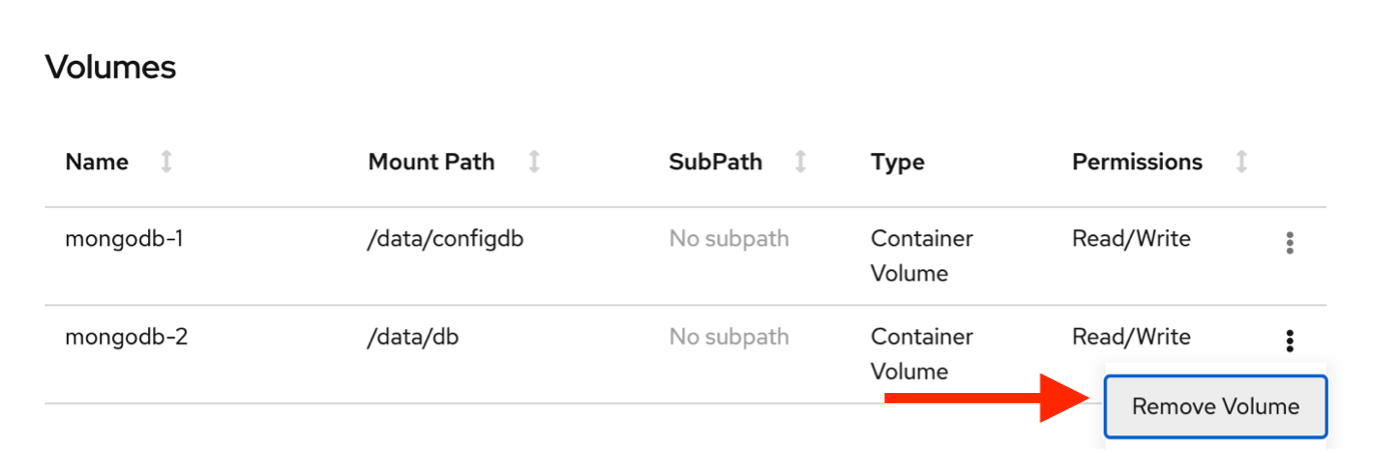 Volumes
Name Mount Path SubPath Type Permissions
mongodb-1 /data/configdb No subpath Container Read/Write
Volume
mongodb-2 /data/db No subpath Container Read/Write
Volume
Remove Volume